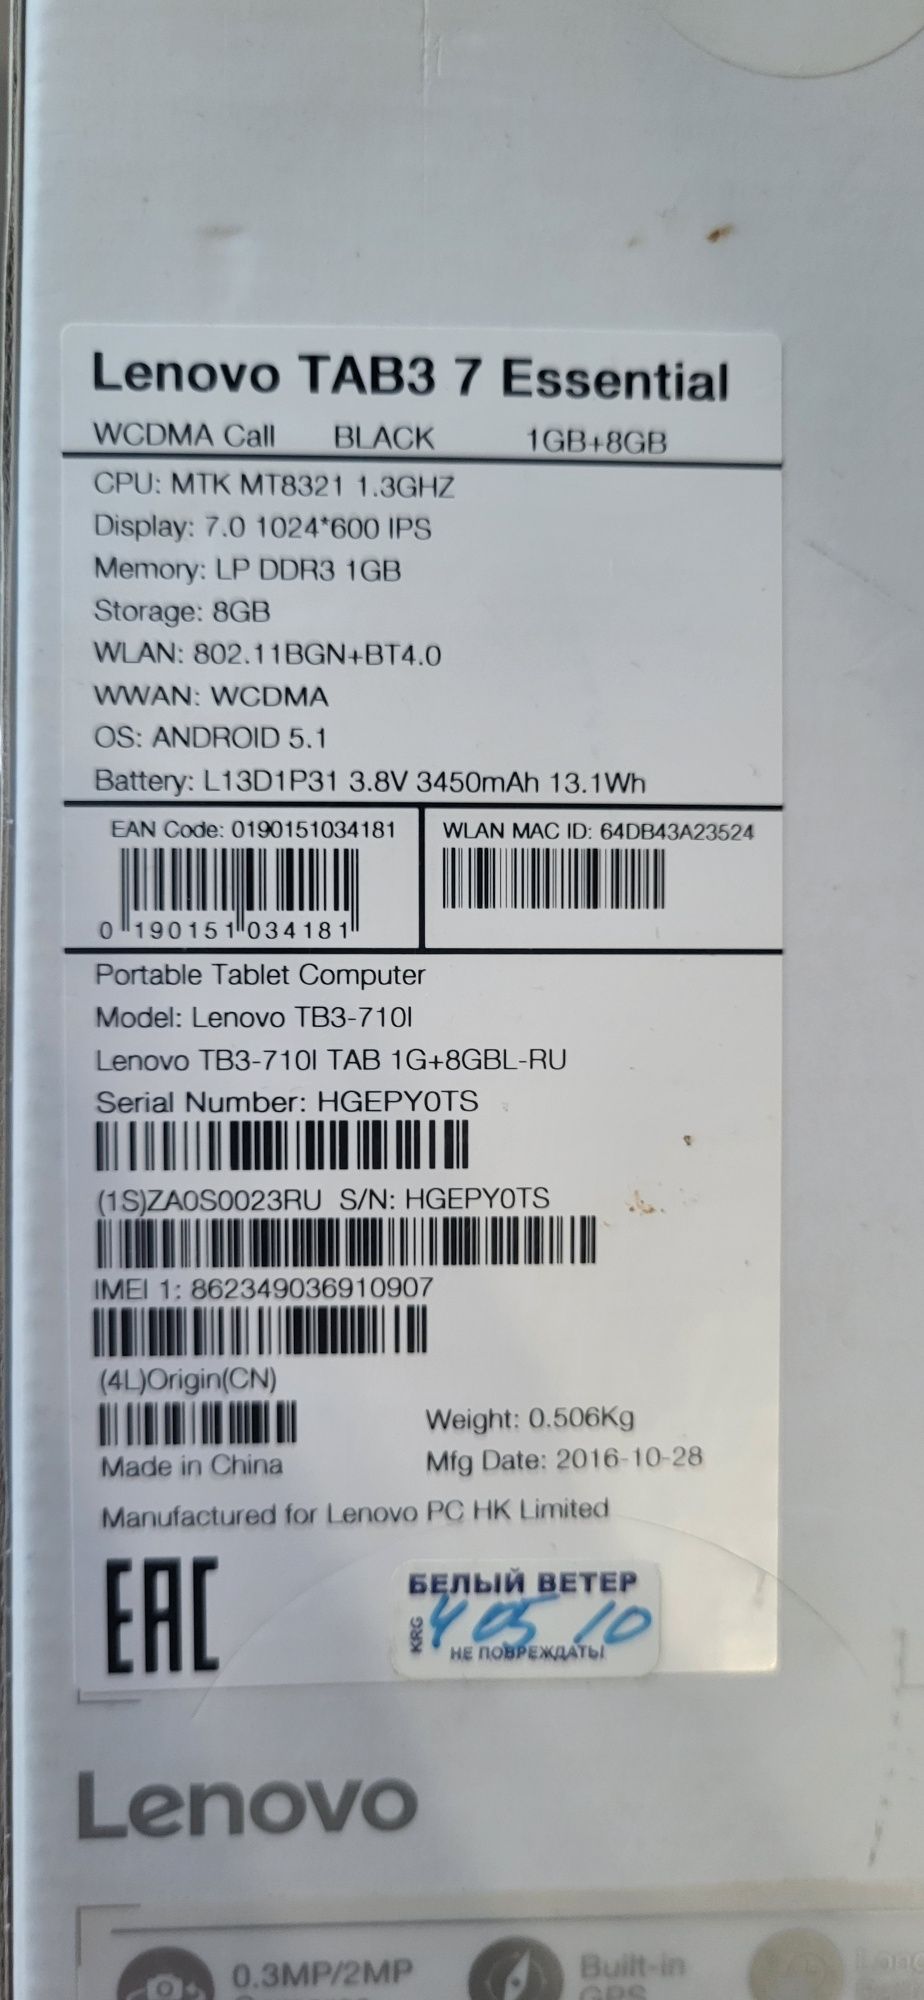 Lenovo TAB3 7 Essential
WCDMA Call BLACK 1GB+8GB
CPU: MTK MT8321 1.3GHZ
Display: 7.0 1024*600 IPS
Memory: LP DDR3 1GB
Storage: 8GB
WLAN: 802.11BGN+BT4.0
WWAN: WCDMA
OS: ANDROID 5.1
Battery: L13D1P31 3.8V 3450mAh 13.1Wh
EAN Code: 0190151034181
WLAN MAC ID: 64DB43A23524
0 190151 034181
Portable Tablet Computer
Model: Lenovo TB3-710I
Lenovo TB3-710I TAB 1G+8GBL-RU
Serial Number: HGEPY0TS
(1S)ZA0S0023RU S/N: HGEPY0TS
IMEI 1: 862349036910907
(4L)Origin(CN)
Weight: 0.506Kg
Made in China
Mfg Date: 2016-10-28
Manufactured for Lenovo PC HK Limited
EAC
БЕЛЫЙ ВЕТЕР
KRG
05 10
НЕ ПОВРЕЖДАТЬ!
Lenovo
0.3MP/2MP
Built-in
GPS